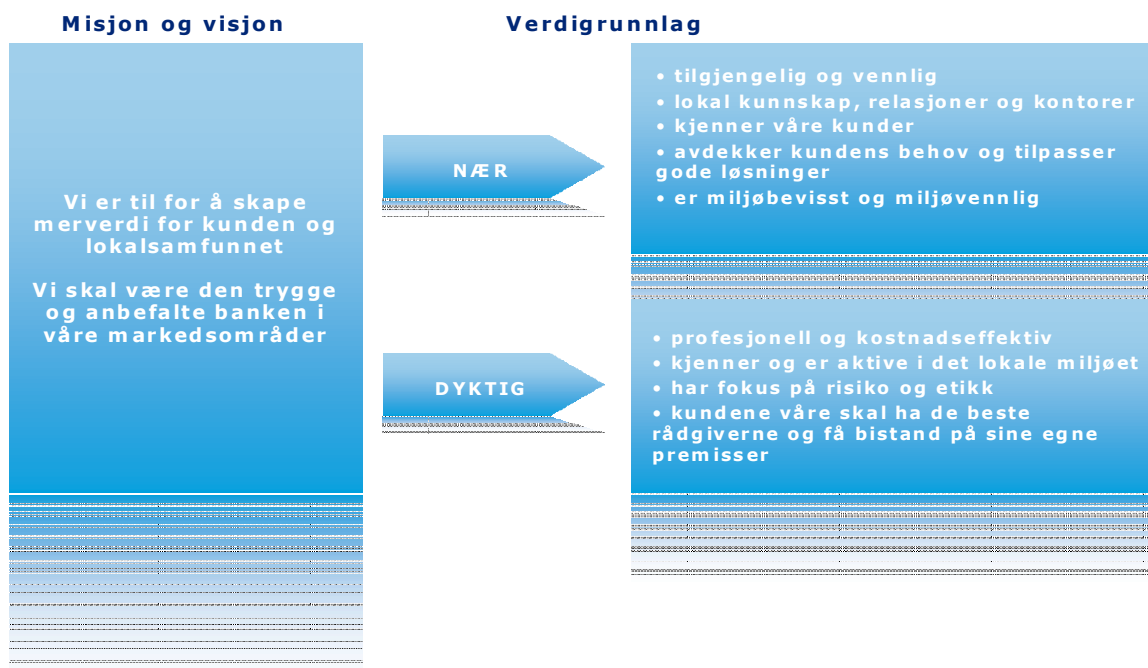 Misjon og visjon
Verdigrunnlag
Vi er til for å skape
merverdi for kunden og
lokalsamfunnet
Vi skal være den trygge
og anbefalte banken i
våre markedsområder
NÆR
• tilgjengelig og vennlig
• lokal kunnskap, relasjoner og kontorer
• kjenner våre kunder
• avdekker kundens behov og tilpasser
gode løsninger
• er miljøbevisst og miljøvennlig
DYKTIG
• profesjonell og kostnadseffektiv
• kjenner og er aktive i det lokale miljøet
• har fokus på risiko og etikk
• kundene våre skal ha de beste
rådgiverne og få bistand på sine egne
premisser